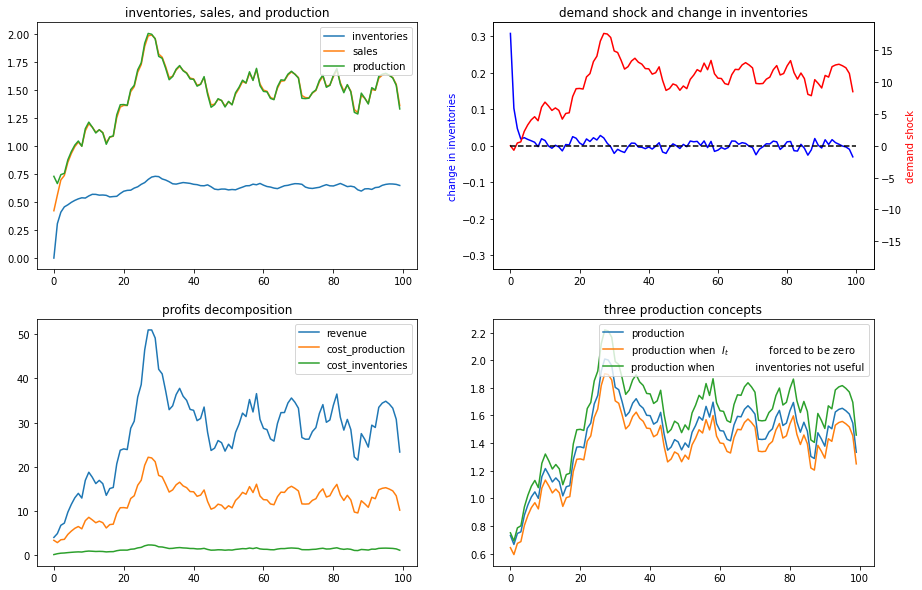 inventories, sales, and production
2.00
1.75
1.50
1.25
1.00
0.75
0.50
0.25
0.00
0 20 40 60 80 100
inventories
sales
production
demand shock and change in inventories
change in inventories
0.3
0.2
0.1
0.0
−0.1
−0.2
−0.3
0 20 40 60 80 100
15
10
5
0
−5
−10
−15
demand shock
profits decomposition
50
40
30
20
10
0
0 20 40 60 80 100
revenue
cost_production
cost_inventories
three production concepts
2.2
2.0
1.8
1.6
1.4
1.2
1.0
0.8
0.6
0 20 40 60 80 100
production
production when I_t forced to be zero
production when inventories not useful